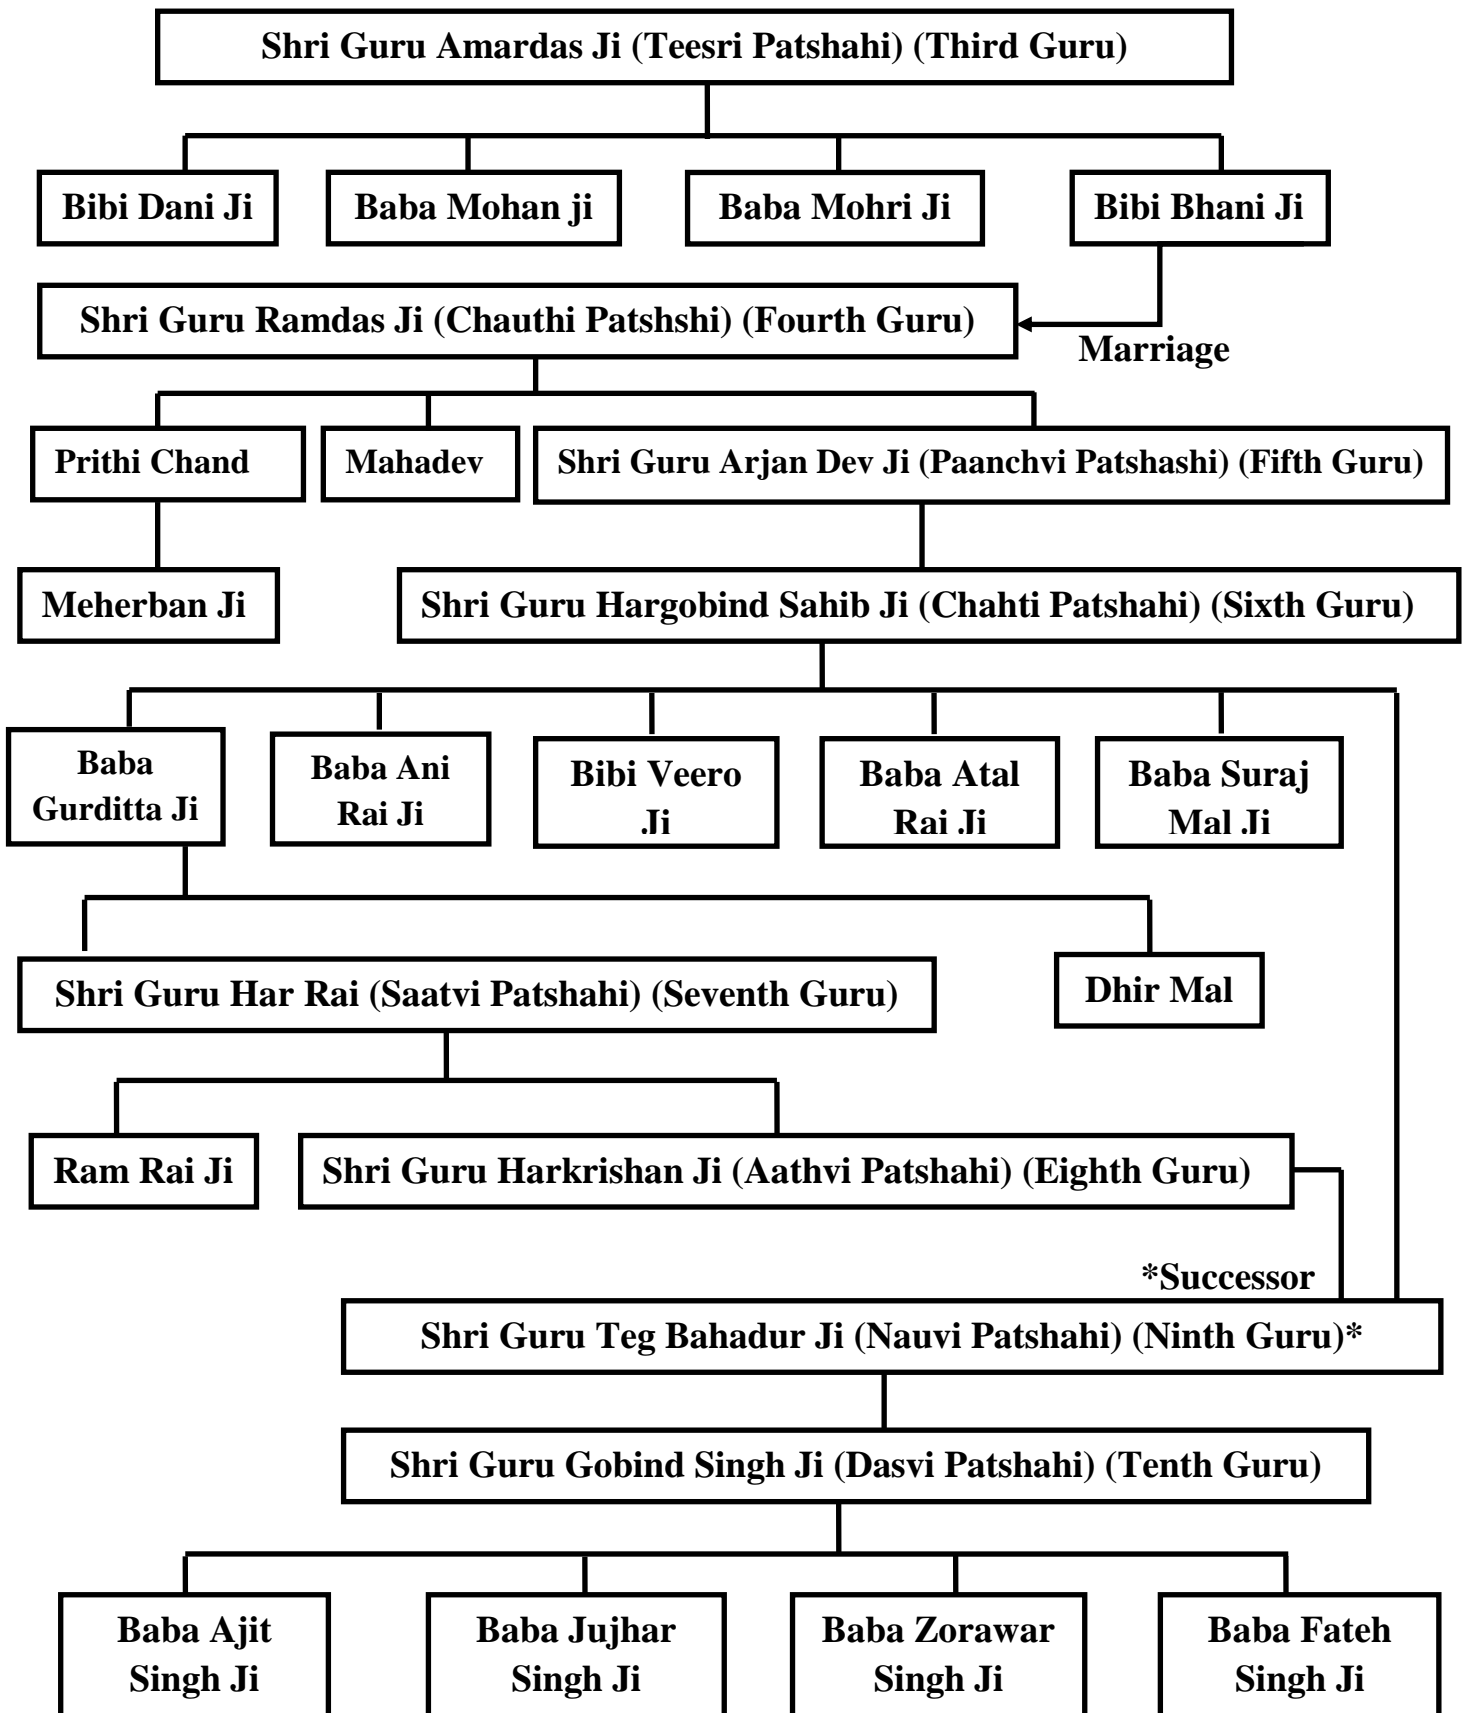 Shri Guru Amardas Ji (Teesri Patshahi) (Third Guru)
Bibi Dani Ji
Baba Mohan ji
Baba Mohri Ji
Bibi Bhani Ji
Shri Guru Ramdas Ji (Chauthi Patshshi) (Fourth Guru)
Marriage
Prithi Chand
Mahadev
Shri Guru Arjan Dev Ji (Paanchvi Patshashi) (Fifth Guru)
Meherban Ji
Shri Guru Hargobind Sahib Ji (Chahti Patshahi) (Sixth Guru)
Baba
Gurditta Ji
Baba Ani
Rai Ji
Bibi Veero
Ji
Baba Atal
Rai Ji
Baba Suraj
Mal Ji
Shri Guru Har Rai (Saatvi Patshahi) (Seventh Guru)
Dhir Mal
Ram Rai Ji
Shri Guru Harkrishan Ji (Aathvi Patshahi) (Eighth Guru)
*Successor
Shri Guru Teg Bahadur Ji (Nauvi Patshahi) (Ninth Guru)*
Shri Guru Gobind Singh Ji (Dasvi Patshahi) (Tenth Guru)
Baba Ajit
Singh Ji
Baba Jujhar
Singh Ji
Baba Zorawar
Singh Ji
Baba Fateh
Singh Ji